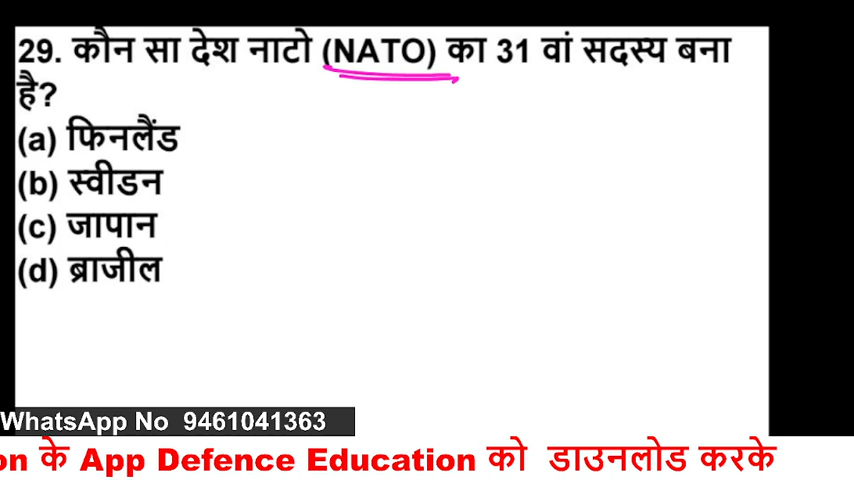 29. कौन सा देश नाटो (NATO) का 31 वां सदस्य बना
है?
(a) फिनलैंड
(b) स्वीडन
(c) जापान
(d) ब्राजील
WhatsApp No 9461041363
on के App Defence Education को डाउनलोड करके